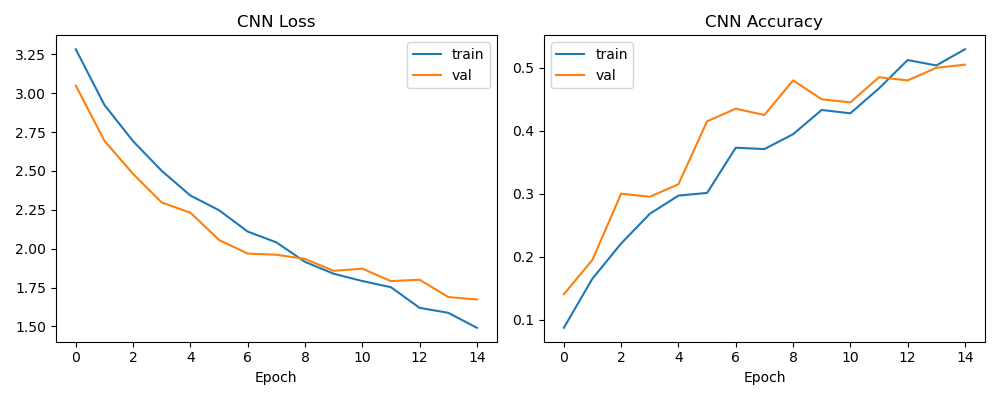 CNN Loss
train
val
3.25
3.00
2.75
2.50
2.25
2.00
1.75
1.50
0 2 4 6 8 10 12 14
Epoch
CNN Accuracy
train
val
0.5
0.4
0.3
0.2
0.1
0 2 4 6 8 10 12 14
Epoch